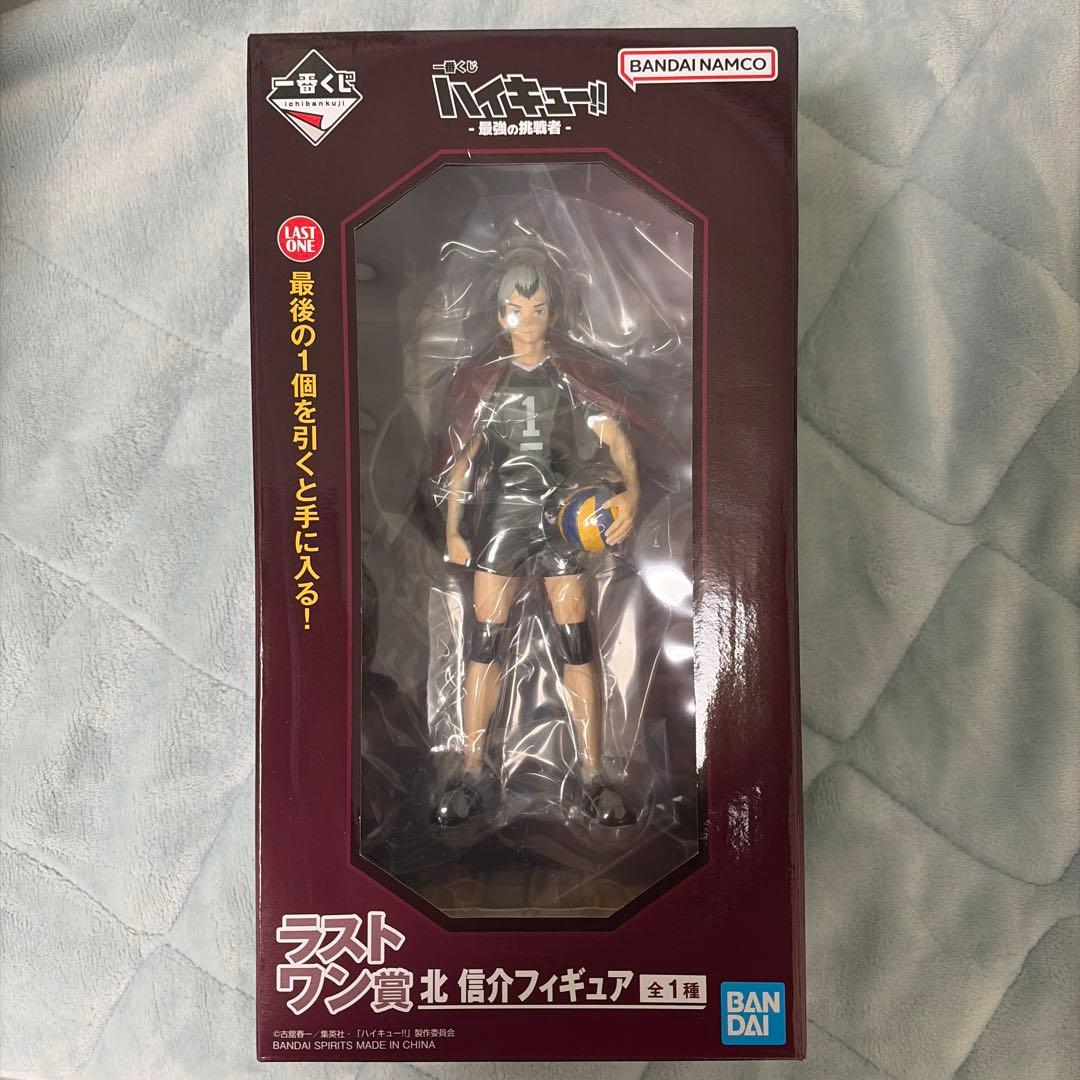 一番くじ
ichibankuji
一番くじ
ハイキュー!!
- 最強の挑戦者 -
BANDAI NAMCO
LAST
ONE
最後の1個を引くと手に入る!
1
ラスト
ワン賞 北 信介フィギュア 全1種
©古舘春一/集英社・「ハイキュー!!」製作委員会
BANDAI SPIRITS MADE IN CHINA
BAN
DAI